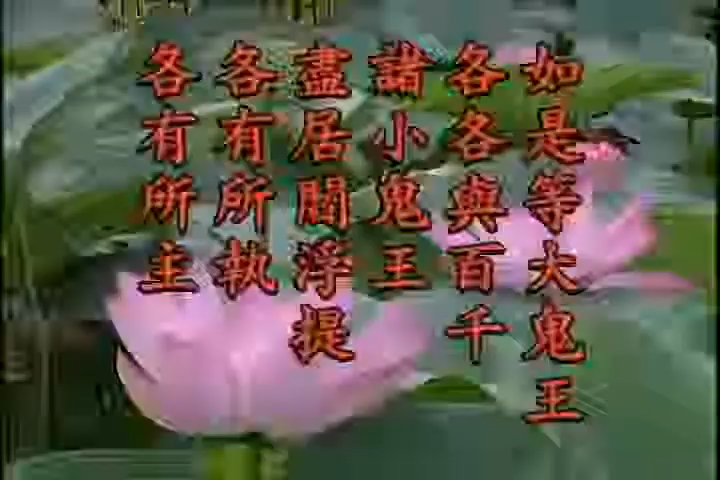 如是等大鬼王
各各與百千
諸小鬼王
盡居閻浮提
各有所執
各有所主